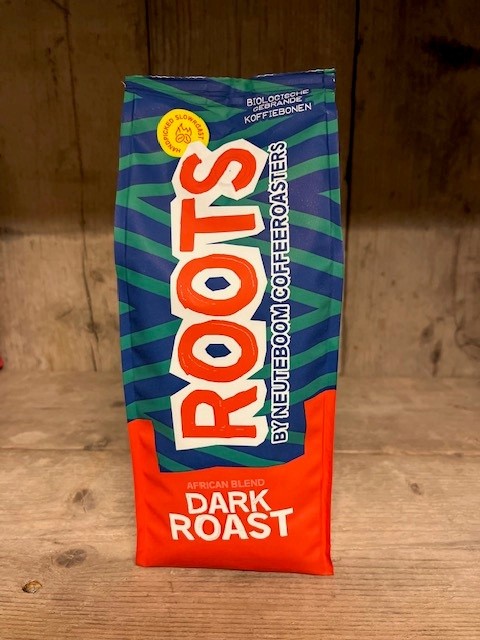 BIOLOGISCHE
GEBRANDE
KOFFIEBONEN
HANDPICKED SLOWROAST
ROOTS
BY NEUTEBOOM COFFEEROASTERS
AFRICAN BLEND
DARK
ROAST